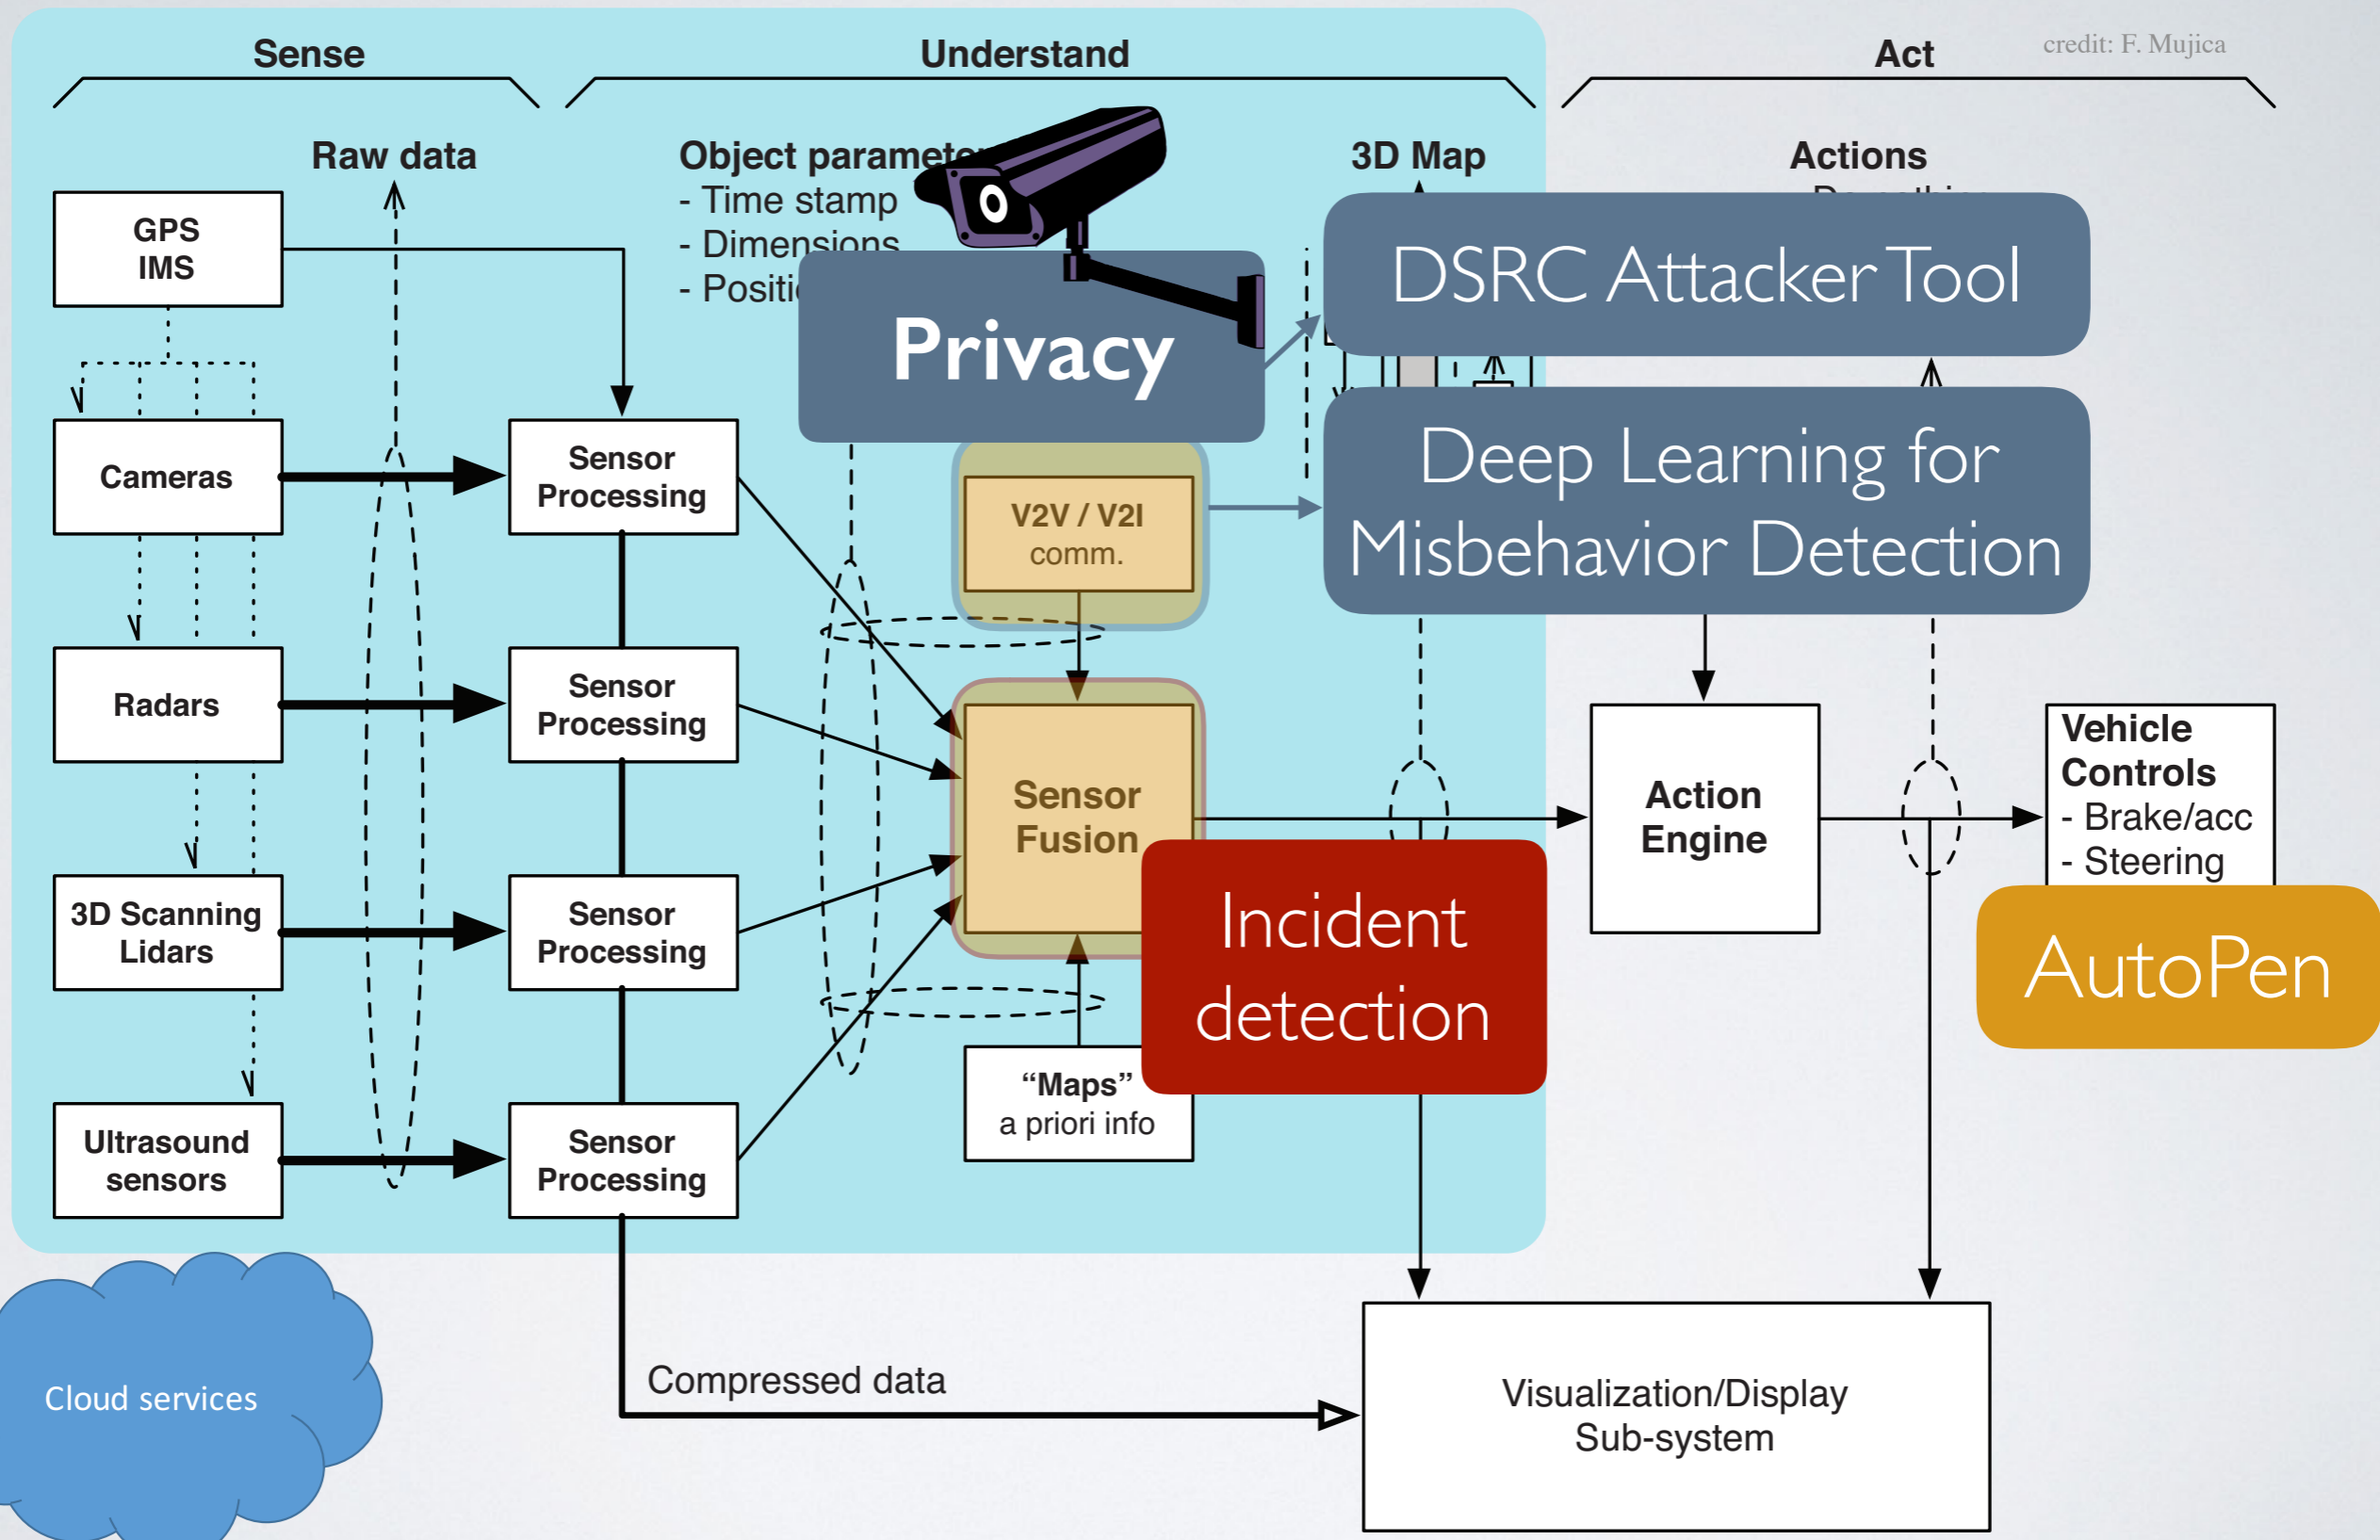 Sense
Understand
Act
credit: F. Mujica
Raw data
Object
- Time stamp
- Dimensions
3D Map
Actions
GPS
IMS
Privacy
DSRC Attacker Tool
Deep Learning for
Misbehavior Detection
Cameras
Sensor
Processing
V2V / V2I
comm.
Radars
Sensor
Processing
Sensor
Fusion
Action
Engine
Vehicle
Controls
- Brake/acc
- Steering
3D Scanning
Lidars
Sensor
Processing
Incident
detection
AutoPen
“Maps”
a priori info
Ultrasound
sensors
Sensor
Processing
Cloud services
Compressed data
Visualization/Display
Sub-system